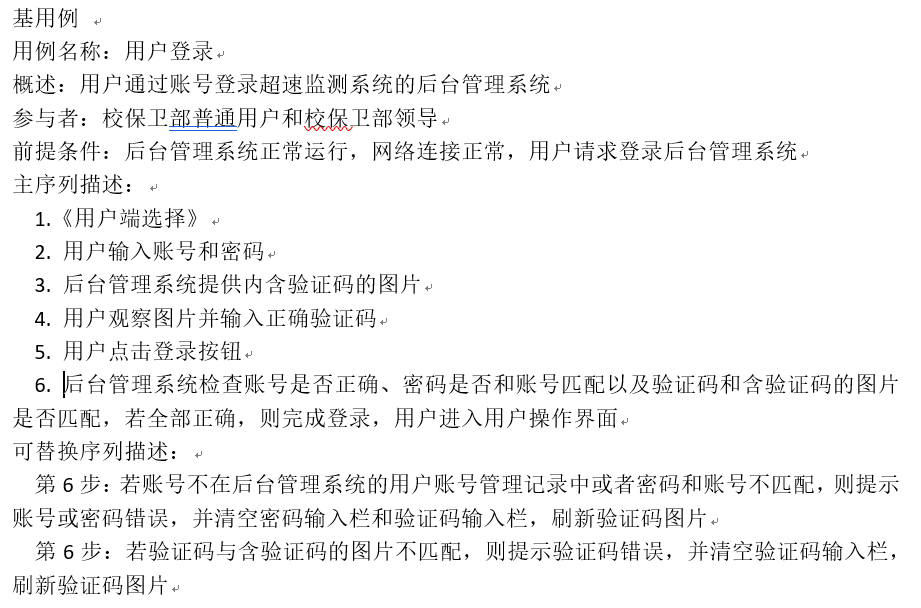 基用例
用例名称：用户登录
概述：用户通过账号登录超速监测系统的后台管理系统
参与者：校保卫部普通用户和校保卫部领导
前提条件：后台管理系统正常运行，网络连接正常，用户请求登录后台管理系统
主序列描述：
1.《用户端选择》
2. 用户输入账号和密码
3. 后台管理系统提供内含验证码的图片
4. 用户观察图片并输入正确验证码
5. 用户点击登录按钮
6. 后台管理系统检查账号是否正确、密码是否和账号匹配以及验证码和含验证码的图片
是否匹配，若全部正确，则完成登录，用户进入用户操作界面
可替换序列描述：
第 6 步：若账号不在后台管理系统的用户账号管理记录中或者密码和账号不匹配，则提示
账号或密码错误，并清空密码输入栏和验证码输入栏，刷新验证码图片
第 6 步：若验证码与含验证码的图片不匹配，则提示验证码错误，并清空验证码输入栏，
刷新验证码图片